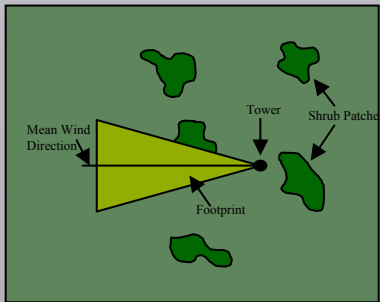 Tower
Shrub Patche
Mean Wind
Direction
Footprint